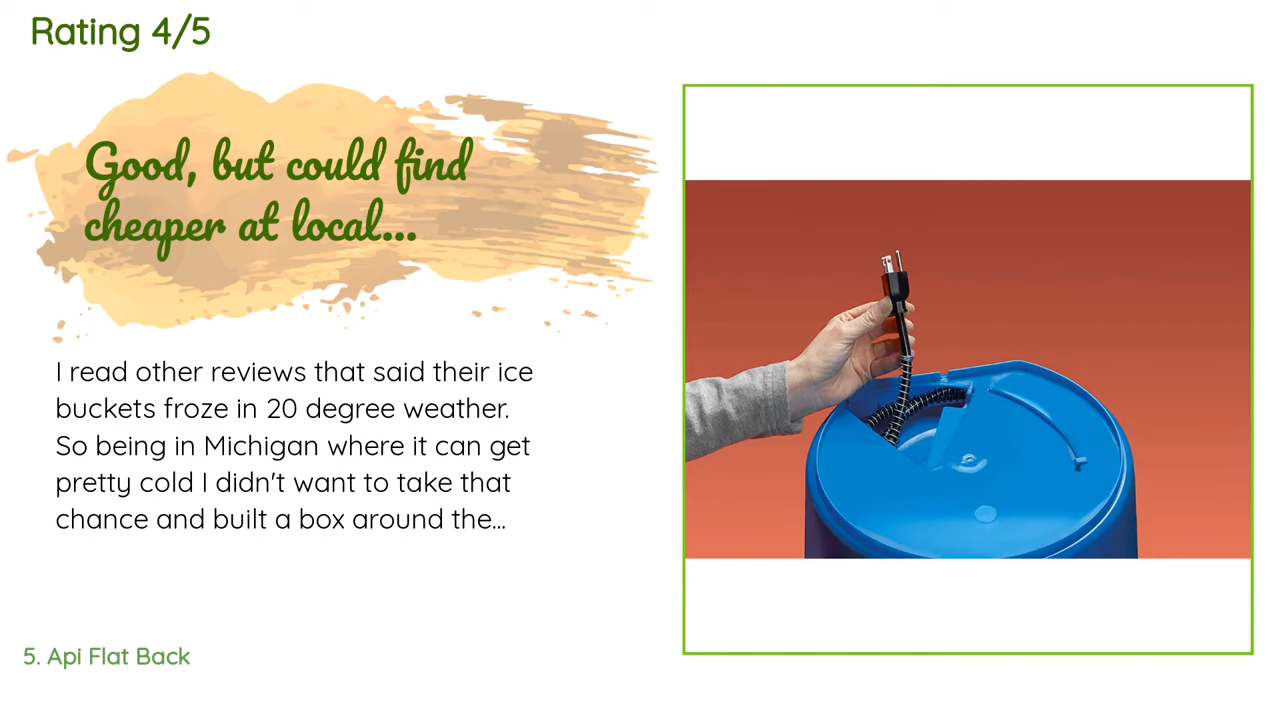 Rating 4/5
Good, but could find
cheaper at local...
I read other reviews that said their ice
buckets froze in 20 degree weather.
So being in Michigan where it can get
pretty cold I didn't want to take that
chance and built a box around the...
5. Api Flat Back